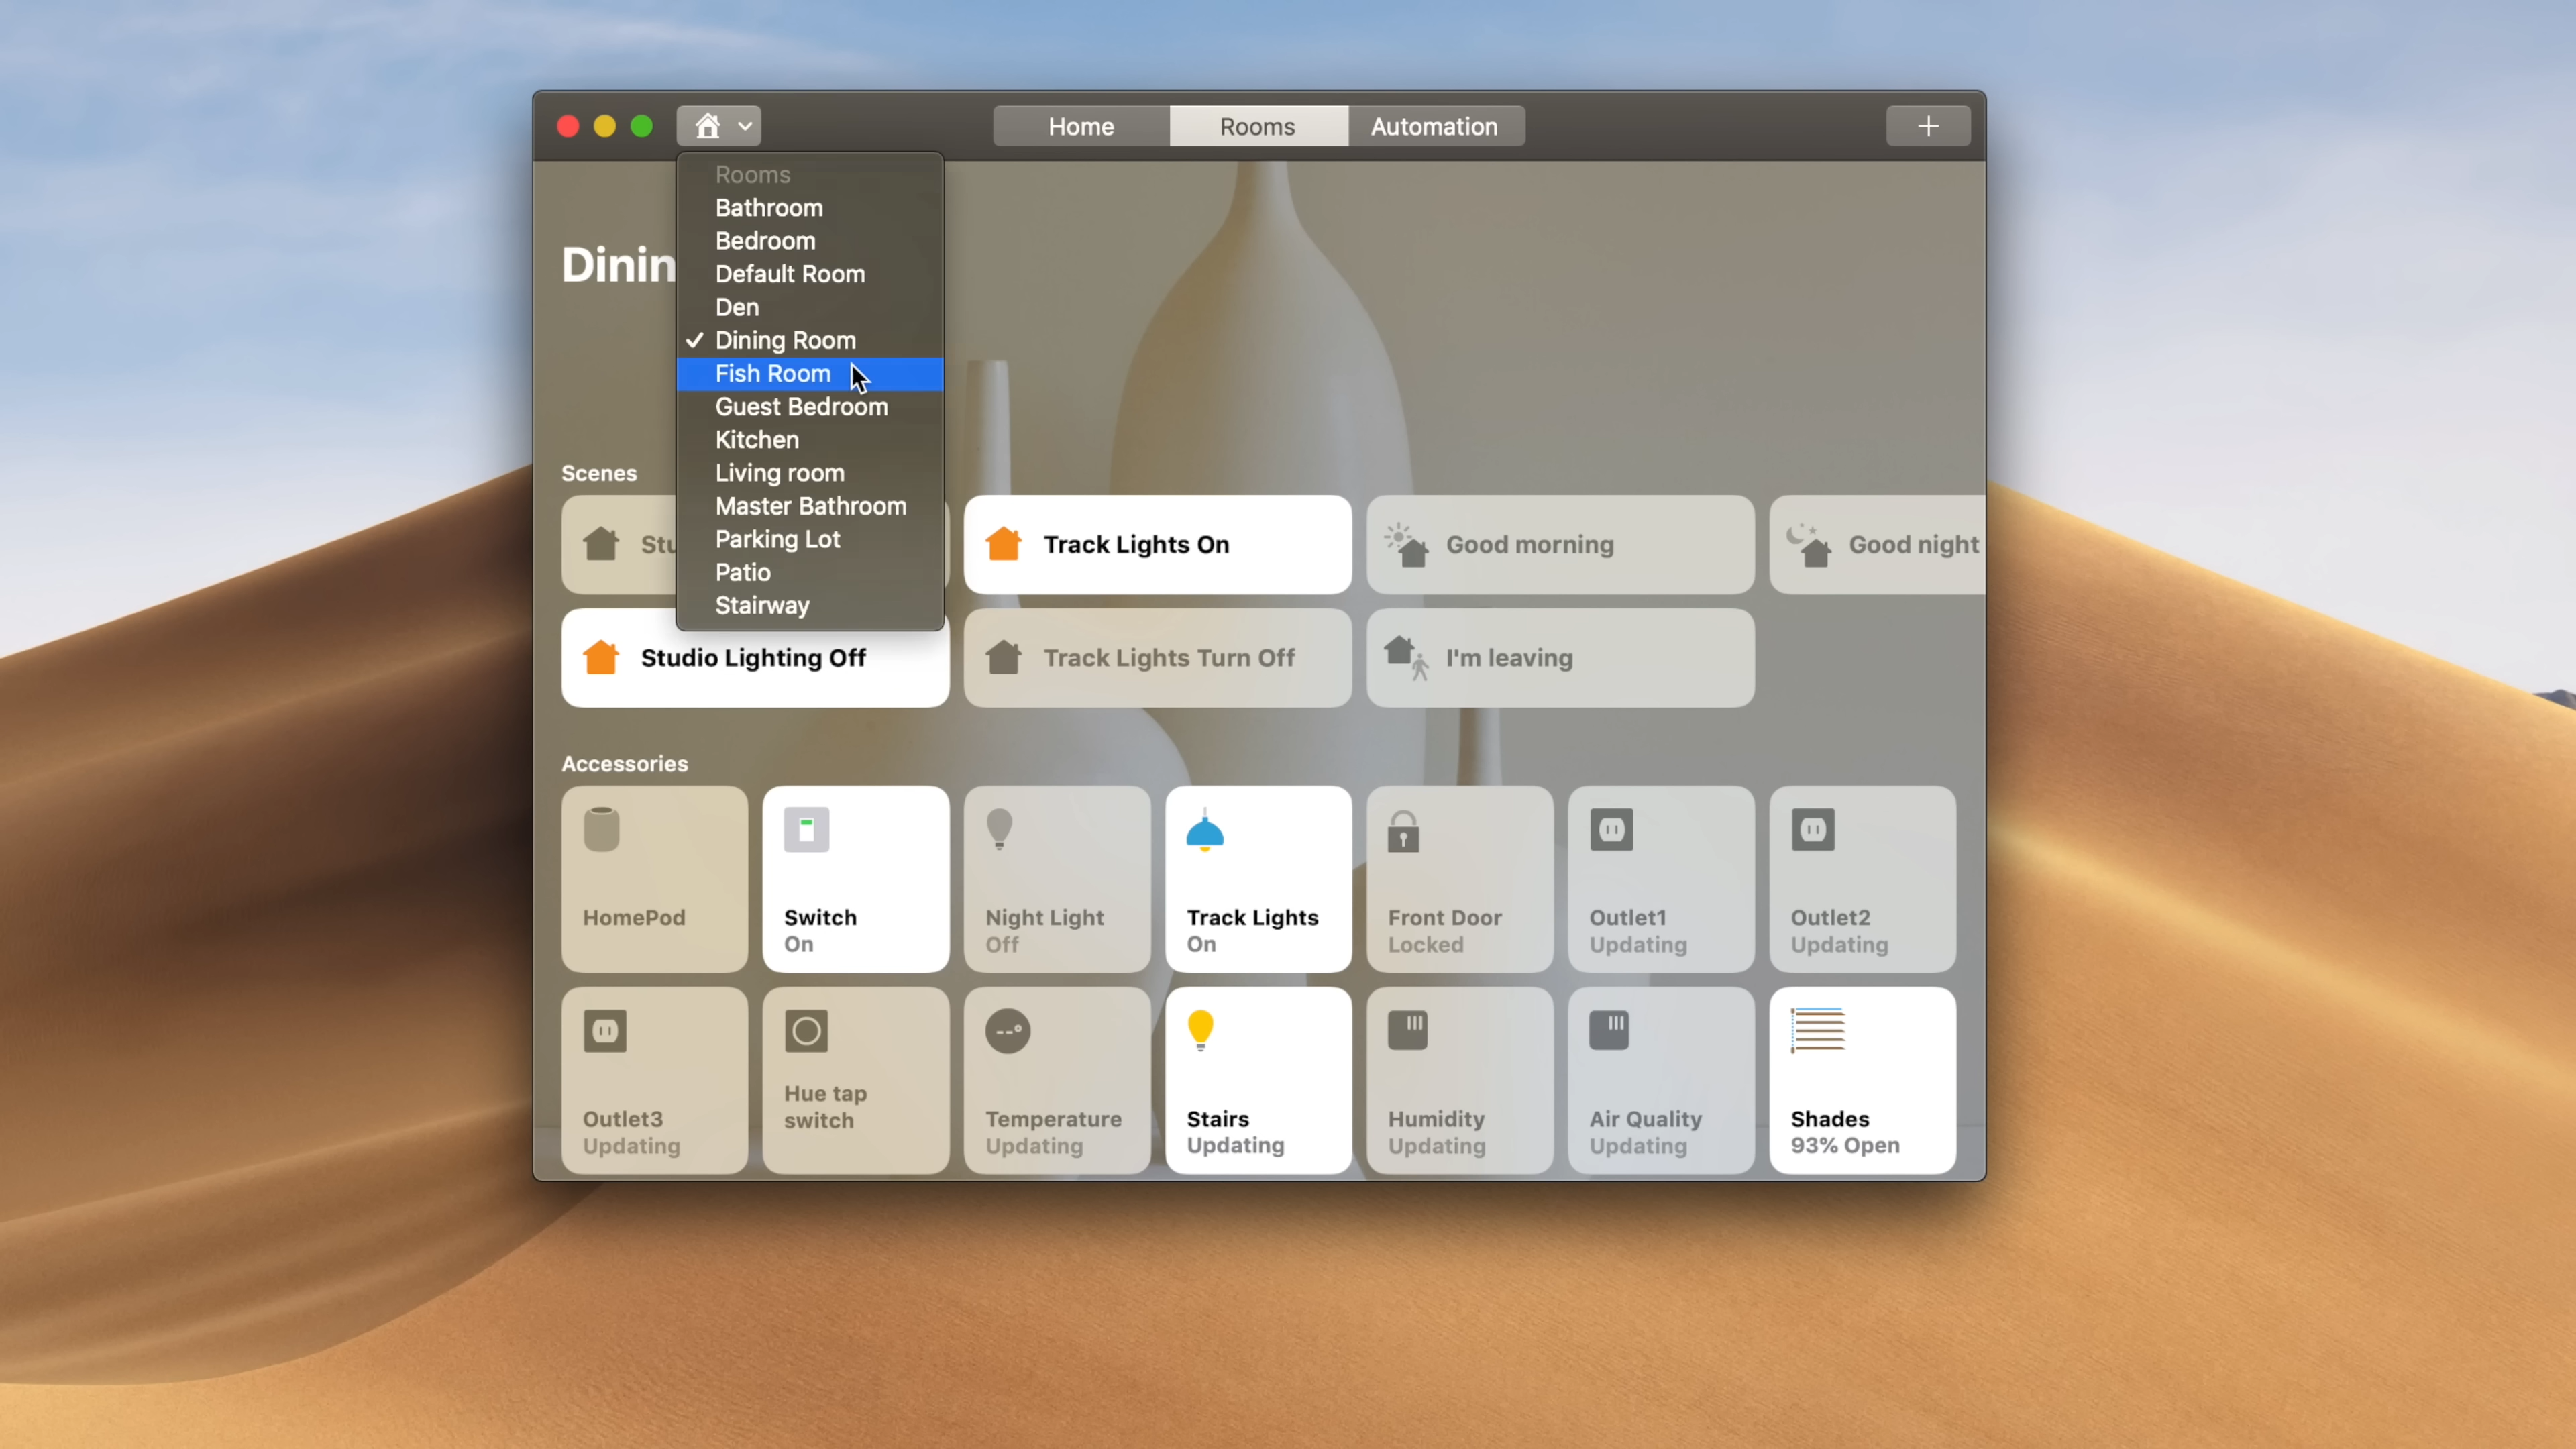 Home
Rooms
Automation
Rooms
Bathroom
Bedroom
Default Room
Den
Dining Room
Fish Room
Guest Bedroom
Kitchen
Living room
Master Bathroom
Parking Lot
Patio
Stairway
Dinin
Scenes
Stu
Track Lights On
Good morning
Good night
Studio Lighting Off
Track Lights Turn Off
I'm leaving
Accessories
HomePod
Switch
On
Night Light
Off
Track Lights
On
Front Door
Locked
Outlet1
Updating
Outlet2
Updating
Outlet3
Updating
Hue tap
switch
Temperature
Updating
Stairs
Updating
Humidity
Updating
Air Quality
Updating
Shades
93% Open